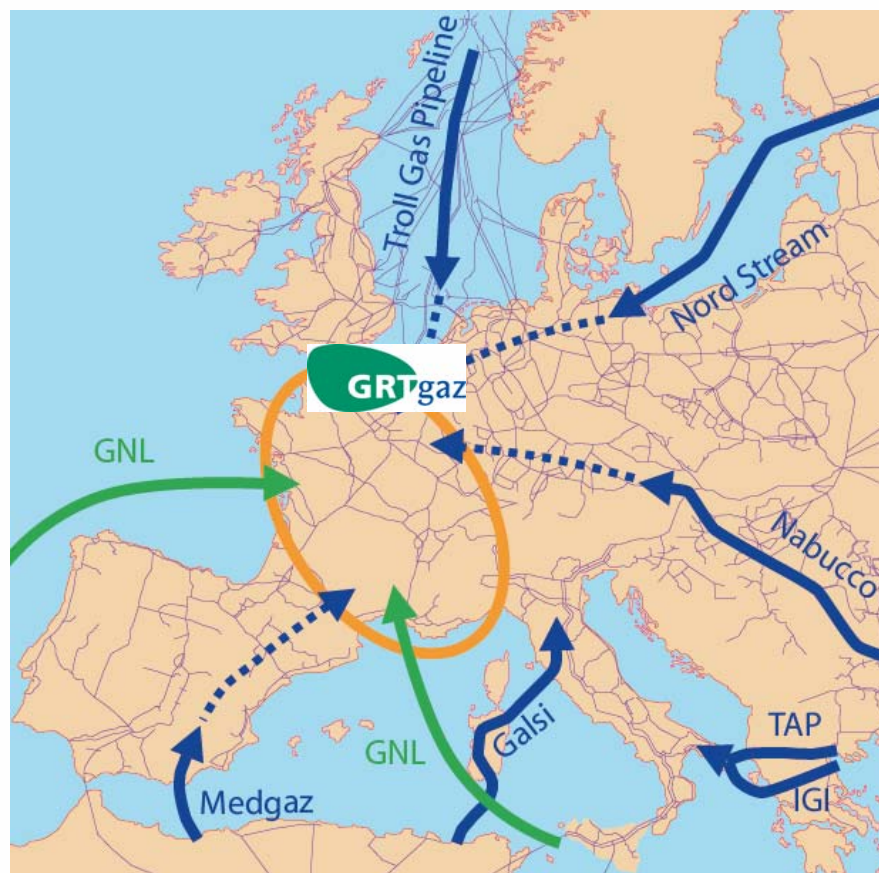 Troll Gas Pipeline
Nord Stream
GRTgaz
GNL
Nabucco
GNL
Galsi
TAP
Medgaz
IGI